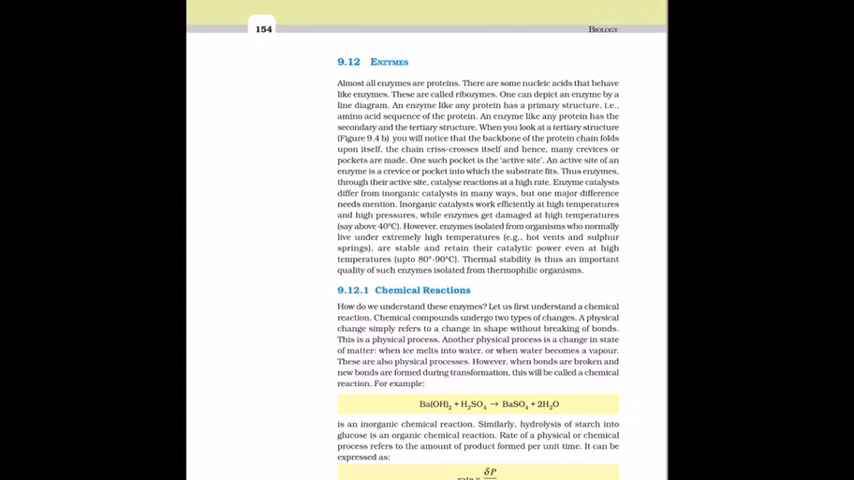 154
BIOLOGY
9.12 ENZYMES
Almost all enzymes are proteins. There are some nucleic acids that behave
like enzymes. These are called ribozymes. One can depict an enzyme by a
line diagram. An enzyme like any protein has a primary structure, i.e.,
amino acid sequence of the protein. An enzyme like any protein has the
secondary and the tertiary structure. When you look at a tertiary structure
(Figure 9.4 b) you will notice that the backbone of the protein chain folds
upon itself, the chain criss-crosses itself and hence, many crevices or
pockets are made. One such pocket is the 'active site'. An active site of an
enzyme is a crevice or pocket into which the substrate fits. Thus enzymes,
through their active site, catalyse reactions at a high rate. Enzyme catalysts
differ from inorganic catalysts in many ways, but one major difference
needs mention. Inorganic catalysts work efficiently at high temperatures
and high pressures, while enzymes get damaged at high temperatures
(say above 40°C). However, enzymes isolated from organisms who normally
live under extremely high temperatures (e.g., hot vents and sulphur
springs), are stable and retain their catalytic power even at high
temperatures (upto 80°-90°C). Thermal stability is thus an important
quality of such enzymes isolated from thermophilic organisms.
9.12.1 Chemical Reactions
How do we understand these enzymes? Let us first understand a chemical
reaction. Chemical compounds undergo two types of changes. A physical
change simply refers to a change in shape without breaking of bonds.
This is a physical process. Another physical process is a change in state
of matter: when ice melts into water, or when water becomes a vapour.
These are also physical processes. However, when bonds are broken and
new bonds are formed during transformation, this will be called a chemical
reaction. For example:
Ba(OH)₂ + H₂SO₄ → BaSO₄ + 2H₂O
is an inorganic chemical reaction. Similarly, hydrolysis of starch into
glucose is an organic chemical reaction. Rate of a physical or chemical
process refers to the amount of product formed per unit time. It can be
expressed as:
rate = δP